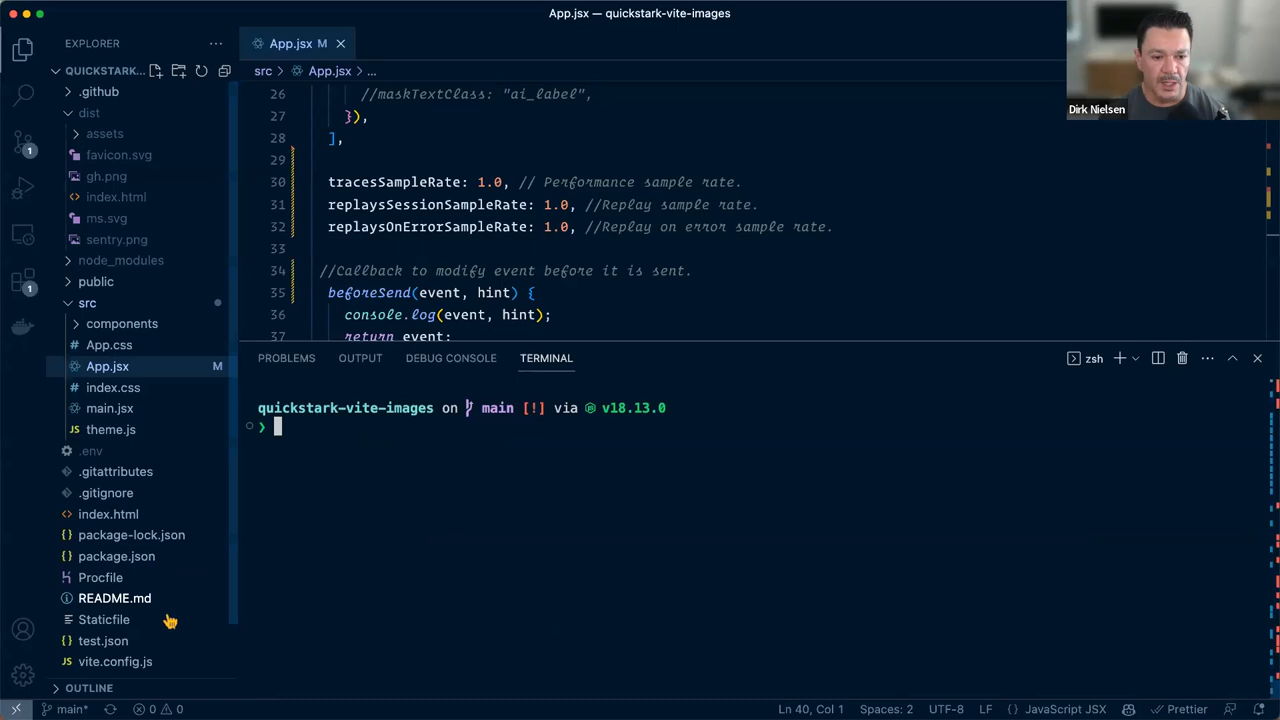 App.jsx — quickstark-vite-images
EXPLORER
App.jsx M
Dirk Nielsen
QUICKSTARK...
src > App.jsx > ...
.github
dist
assets
favicon.svg
gh.png
index.html
ms.svg
sentry.png
node_modules
public
src
components
App.css
App.jsx M
index.css
main.jsx
theme.js
.env
.gitattributes
.gitignore
index.html
package-lock.json
package.json
Procfile
README.md
Staticfile
test.json
vite.config.js
OUTLINE
1
1
26 //maskTextClass: "ai_label",
27 }),
28 ],
29
30 tracesSampleRate: 1.0, // Performance sample rate.
31 replaysSessionSampleRate: 1.0, //Replay sample rate.
32 replaysOnErrorSampleRate: 1.0, //Replay on error sample rate.
33
34 //Callback to modify event before it is sent.
35 beforeSend(event, hint) {
36 console.log(event, hint);
37 return event;
PROBLEMS OUTPUT DEBUG CONSOLE TERMINAL
zsh
quickstark-vite-images on main [!] via v18.13.0
❯
main* 0 0 Ln 40, Col 1 Spaces: 2 UTF-8 LF {} JavaScript JSX Prettier